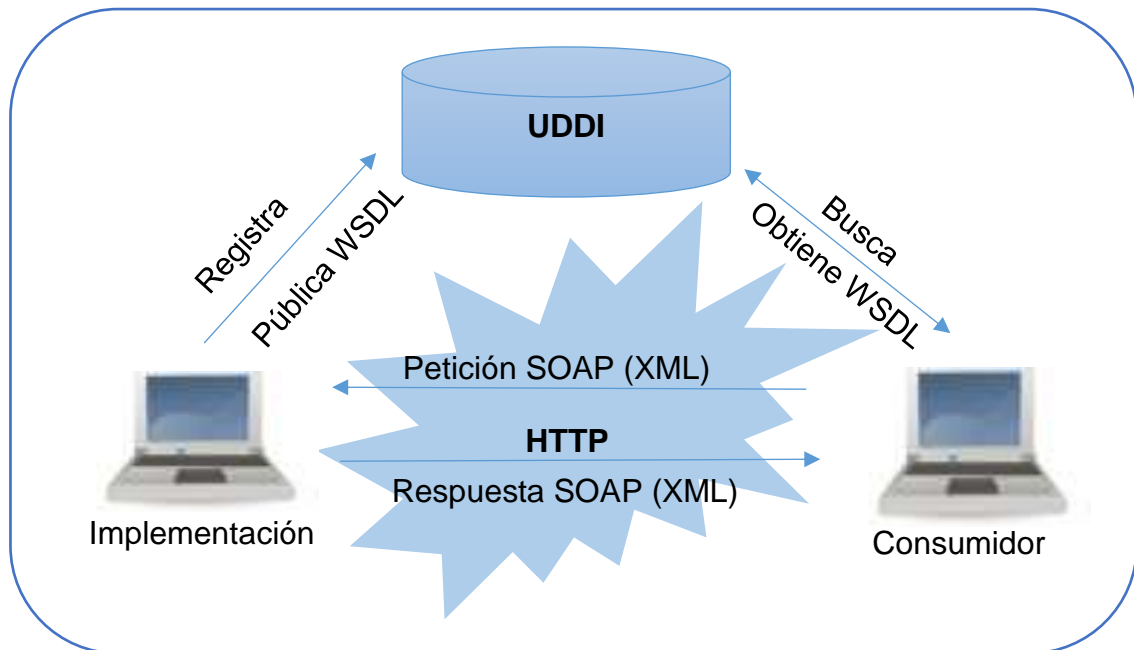 UDDI
Registra
Pública WSDL
Busca
Obtiene WSDL
Petición SOAP (XML)
HTTP
Respuesta SOAP (XML)
Implementación
Consumidor